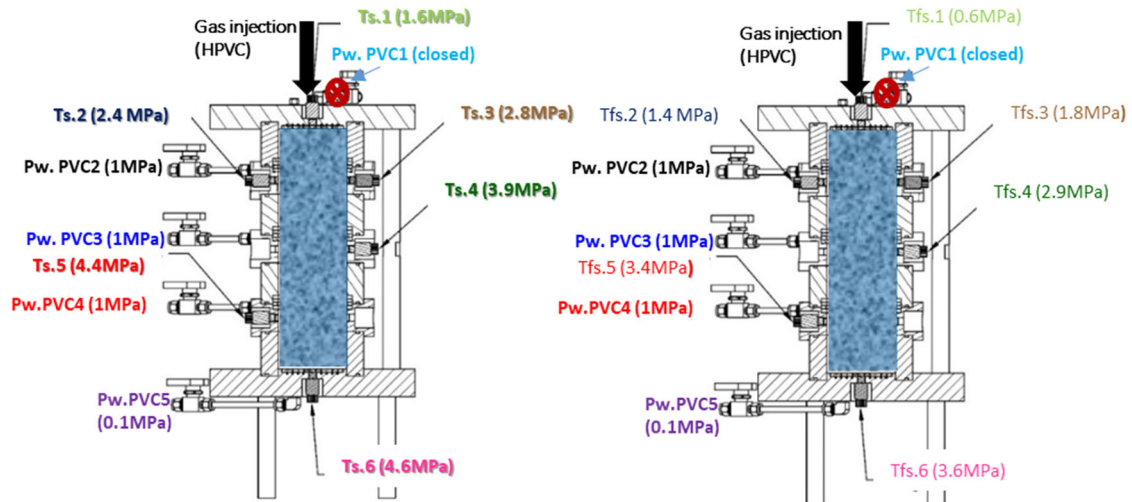 Gas injection
(HPVC)
Ts.1 (1.6MPa)
Pw. PVC1 (closed)
Ts.2 (2.4 MPa)
Ts.3 (2.8MPa)
Pw. PVC2 (1MPa)
Ts.4 (3.9MPa)
Pw. PVC3 (1MPa)
Ts.5 (4.4MPa)
Pw.PVC4 (1MPa)
Pw.PVC5
(0.1MPa)
Ts.6 (4.6MPa)
Gas injection
(HPVC)
Tfs.1 (0.6MPa)
Pw. PVC1 (closed)
Tfs.2 (1.4 MPa)
Tfs.3 (1.8MPa)
Pw. PVC2 (1MPa)
Tfs.4 (2.9MPa)
Pw. PVC3 (1MPa)
Tfs.5 (3.4MPa)
Pw.PVC4 (1MPa)
Pw.PVC5
(0.1MPa)
Tfs.6 (3.6MPa)